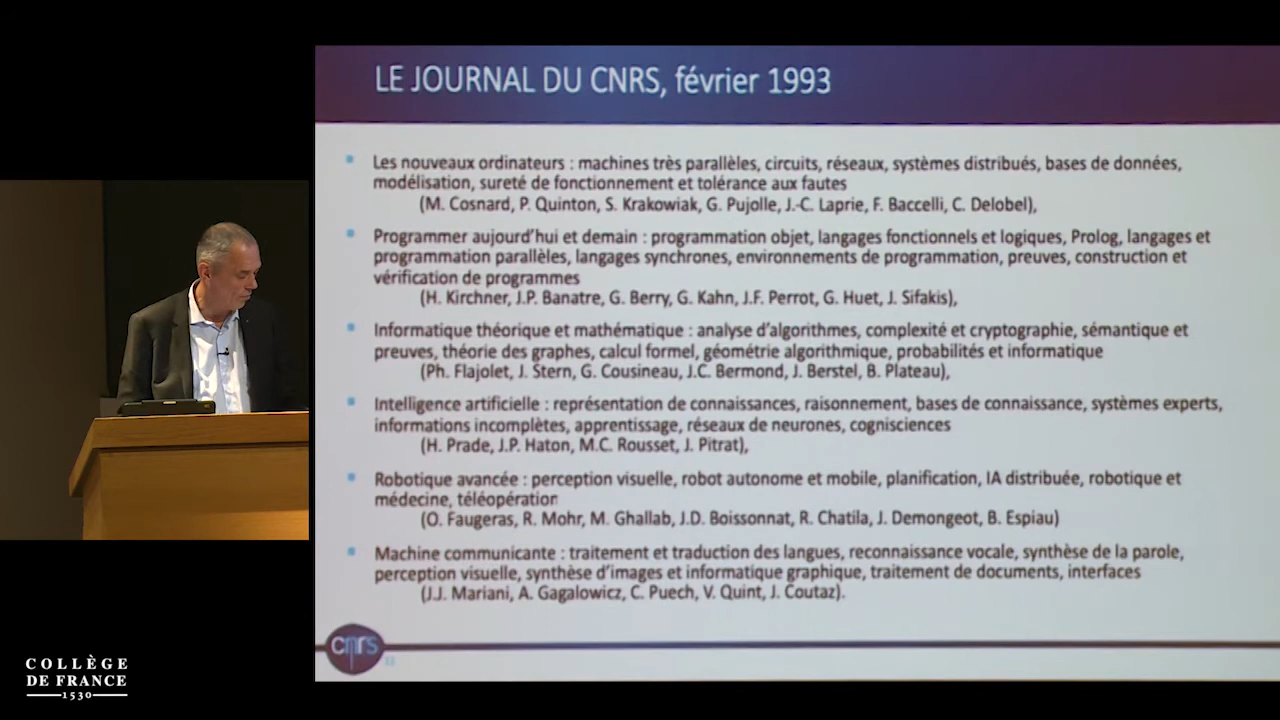 LE JOURNAL DU CNRS, février 1993
Les nouveaux ordinateurs : machines très parallèles, circuits, réseaux, systèmes distribués, bases de données,
modélisation, sureté de fonctionnement et tolérance aux fautes
(M. Cosnard, P. Quinton, S. Krakowiak, G. Pujolle, J.-C. Laprie, F. Baccelli, C. Delobel),
Programmer aujourd'hui et demain : programmation objet, langages fonctionnels et logiques, Prolog, langages et
programmation parallèles, langages synchrones, environnements de programmation, preuves, construction et
vérification de programmes
(H. Kirchner, J.P. Banatre, G. Berry, G. Kahn, J.F. Perrot, G. Huet, J. Sifakis),
Informatique théorique et mathématique : analyse d'algorithmes, complexité et cryptographie, sémantique et
preuves, théorie des graphes, calcul formel, géométrie algorithmique, probabilités et informatique
(Ph. Flajolet, J. Stern, G. Cousineau, J.C. Bermond, J. Berstel, B. Plateau),
Intelligence artificielle : représentation de connaissances, raisonnement, bases de connaissance, systèmes experts,
informations incomplètes, apprentissage, réseaux de neurones, cognisciences
(H. Prade, J.P. Haton, M.C. Rousset, J. Pitrat),
Robotique avancée : perception visuelle, robot autonome et mobile, planification, IA distribuée, robotique et
médecine, téléopération
(O. Faugeras, R. Mohr, M. Ghallab, J.D. Boissonnat, R. Chatila, J. Demongeot, B. Espiau)
Machine communicante : traitement et traduction des langues, reconnaissance vocale, synthèse de la parole,
perception visuelle, synthèse d'images et informatique graphique, traitement de documents, interfaces
(J.J. Mariani, A. Gagalowicz, C. Puech, V. Quint, J. Coutaz).
cnrs
COLLÈGE
DE FRANCE
1530